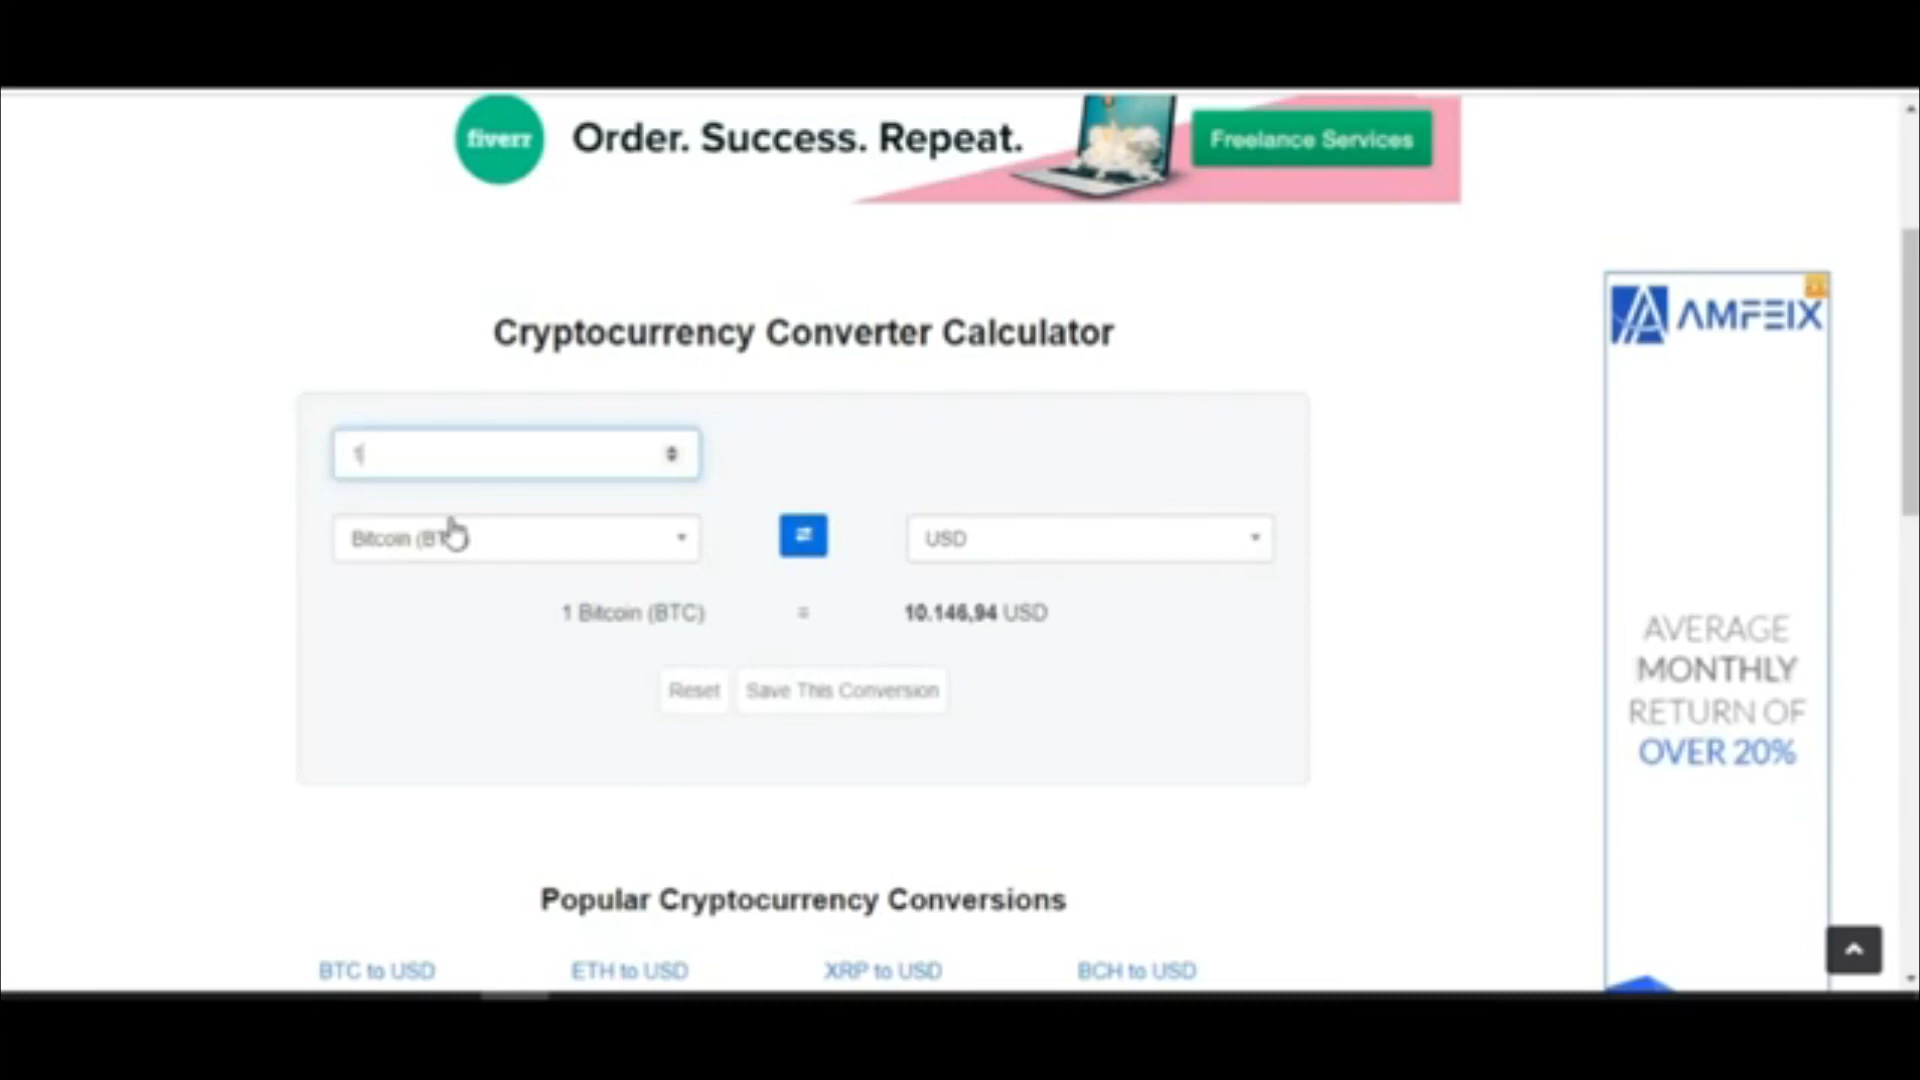 fiverr
Order. Success. Repeat.
Freelance Services
AMFEIX
Cryptocurrency Converter Calculator
1
Bitcoin (BT
USD
1 Bitcoin (BTC) = 10.146,94 USD
Reset
Save This Conversion
AVERAGE
MONTHLY
RETURN OF
OVER 20%
Popular Cryptocurrency Conversions
BTC to USD
ETH to USD
XRP to USD
BCH to USD